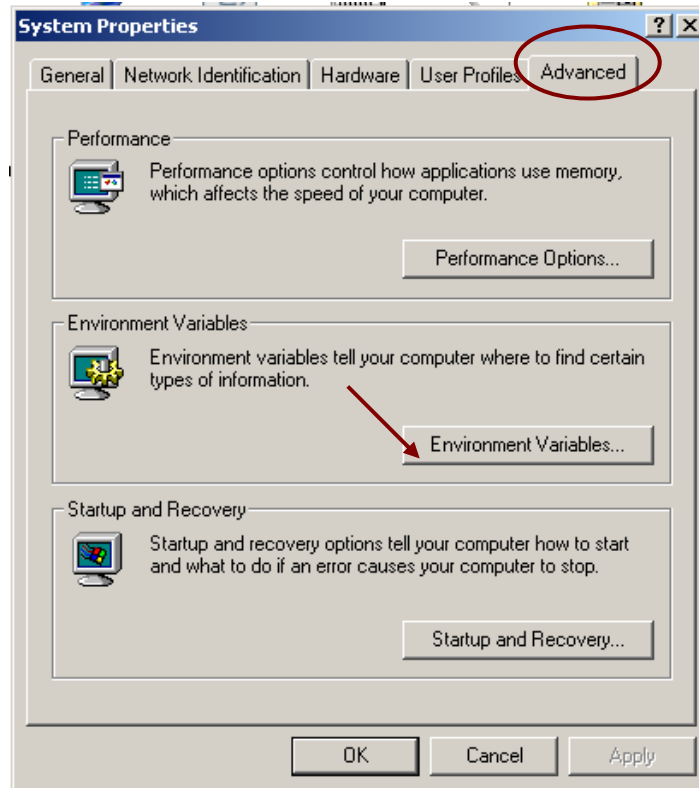 System Properties
General Network Identification Hardware User Profiles Advanced
Performance
Performance options control how applications use memory,
which affects the speed of your computer.
Performance Options...
Environment Variables
Environment variables tell your computer where to find certain
types of information.
Environment Variables...
Startup and Recovery
Startup and recovery options tell your computer how to start
and what to do if an error causes your computer to stop.
Startup and Recovery...
OK Cancel Apply